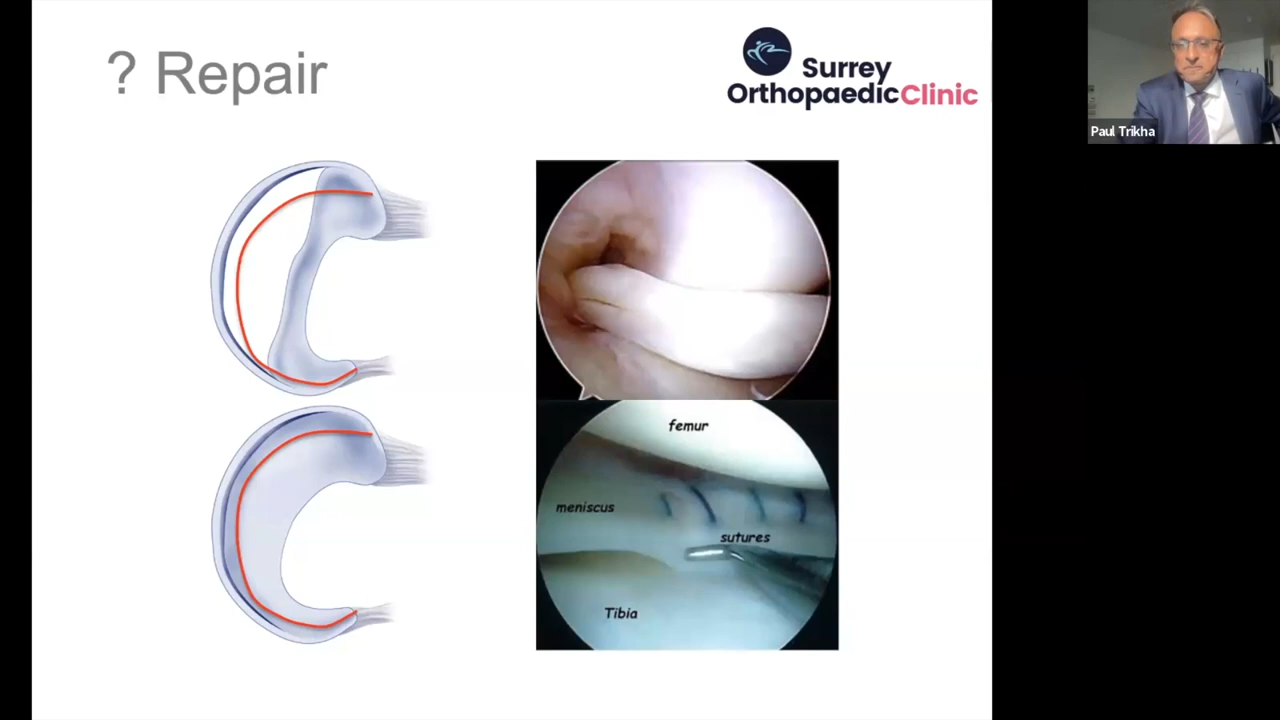 ? Repair
Surrey
OrthopaedicClinic
Paul Trikha
femur
meniscus
sutures
Tibia